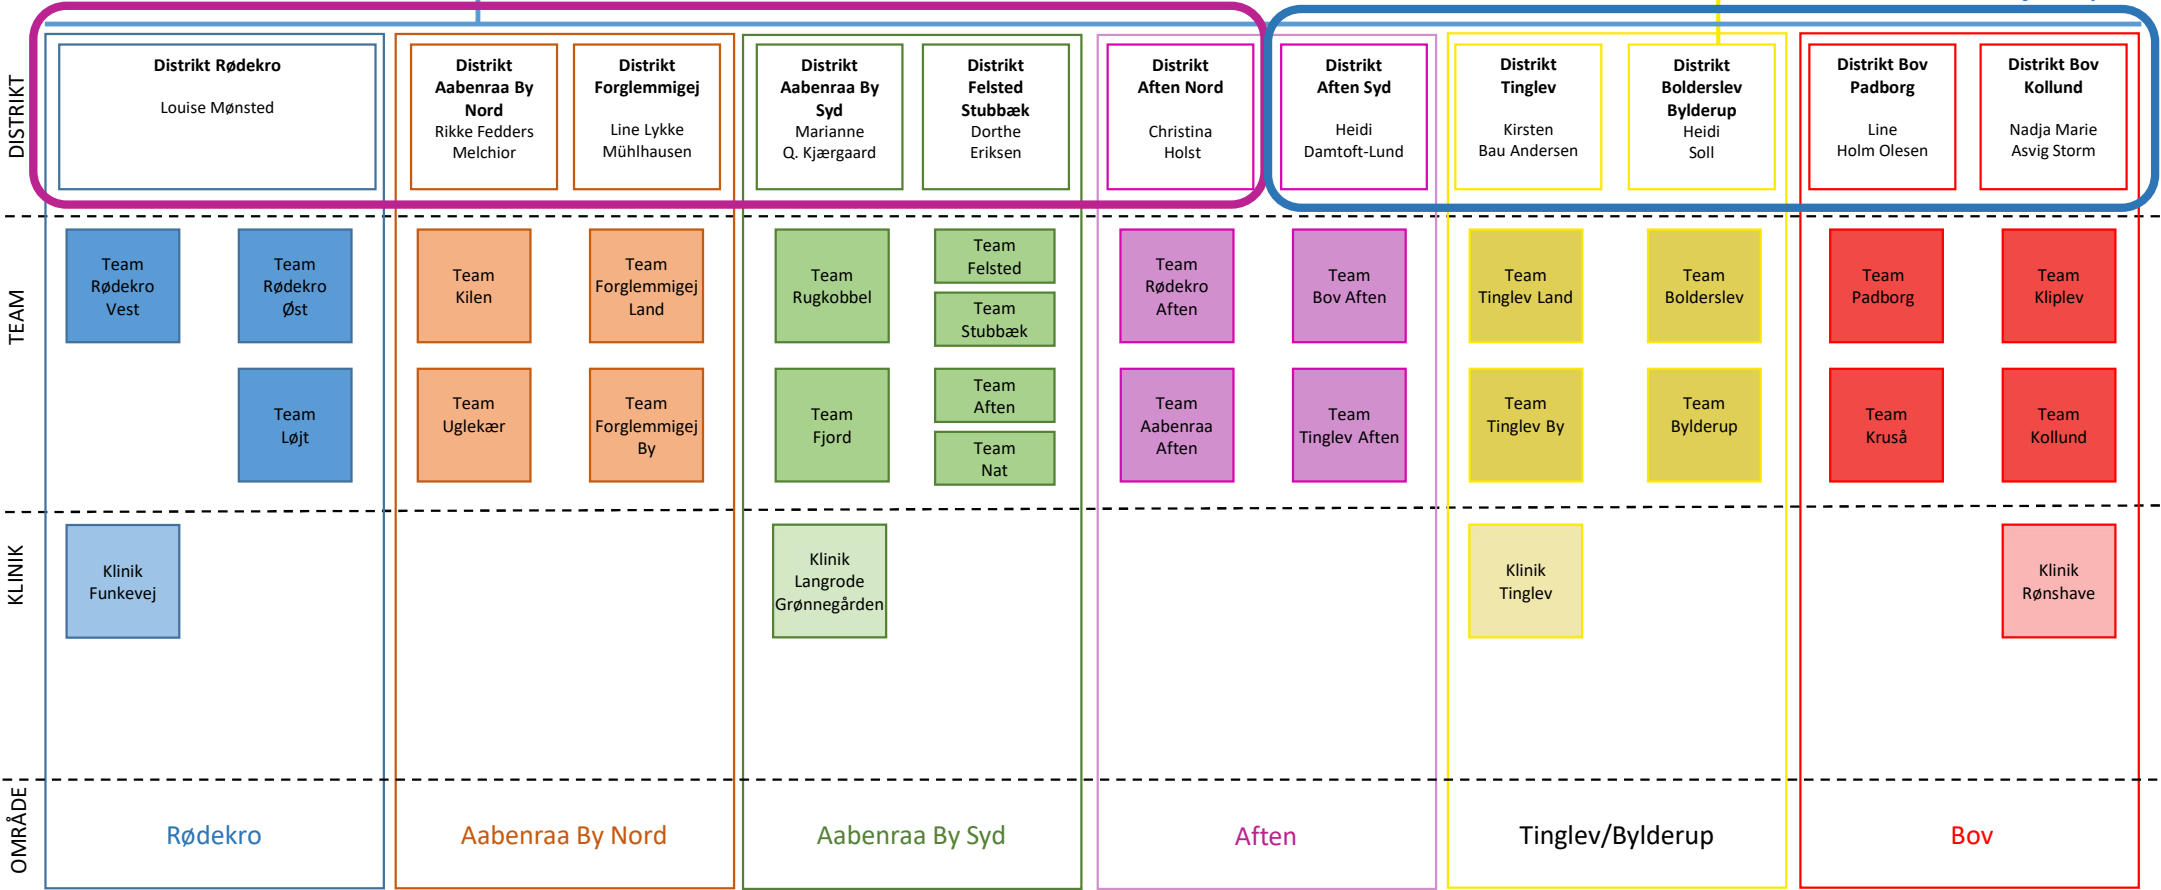 DISTRIKT
Distrikt Rødekro
Louise Mønsted
Distrikt
Aabenraa By
Nord
Rikke Fedders
Melchior
Distrikt
Forglemmigej
Line Lykke
Mühlhausen
Distrikt
Aabenraa By
Syd
Marianne
Q. Kjærgaard
Distrikt
Felsted
Stubbæk
Dorthe
Eriksen
Distrikt
Aften Nord
Christina
Holst
Distrikt
Aften Syd
Heidi
Damtoft-Lund
Distrikt
Tinglev
Kirsten
Bau Andersen
Distrikt
Bolderslev
Bylderup
Heidi
Soll
Distrikt Bov
Padborg
Line
Holm Olesen
Distrikt Bov
Kollund
Nadja Marie
Asvig Storm
TEAM
Team
Rødekro
Vest
Team
Rødekro
Øst
Team
Løjt
Team
Kilen
Team
Forglemmigej
Land
Team
Uglekær
Team
Forglemmigej
By
Team
Rugkobbel
Team
Felsted
Team
Stubbæk
Team
Fjord
Team
Aften
Team
Nat
Team
Rødekro
Aften
Team
Bov Aften
Team
Aabenraa
Aften
Team
Tinglev Aften
Team
Tinglev Land
Team
Bolderslev
Team
Tinglev By
Team
Bylderup
Team
Padborg
Team
Kliplev
Team
Kruså
Team
Kollund
KLINIK
Klinik
Funkevej
Klinik
Langrode
Grønnegården
Klinik
Tinglev
Klinik
Rønshave
OMRÅDE
Rødekro
Aabenraa By Nord
Aabenraa By Syd
Aften
Tinglev/Bylderup
Bov